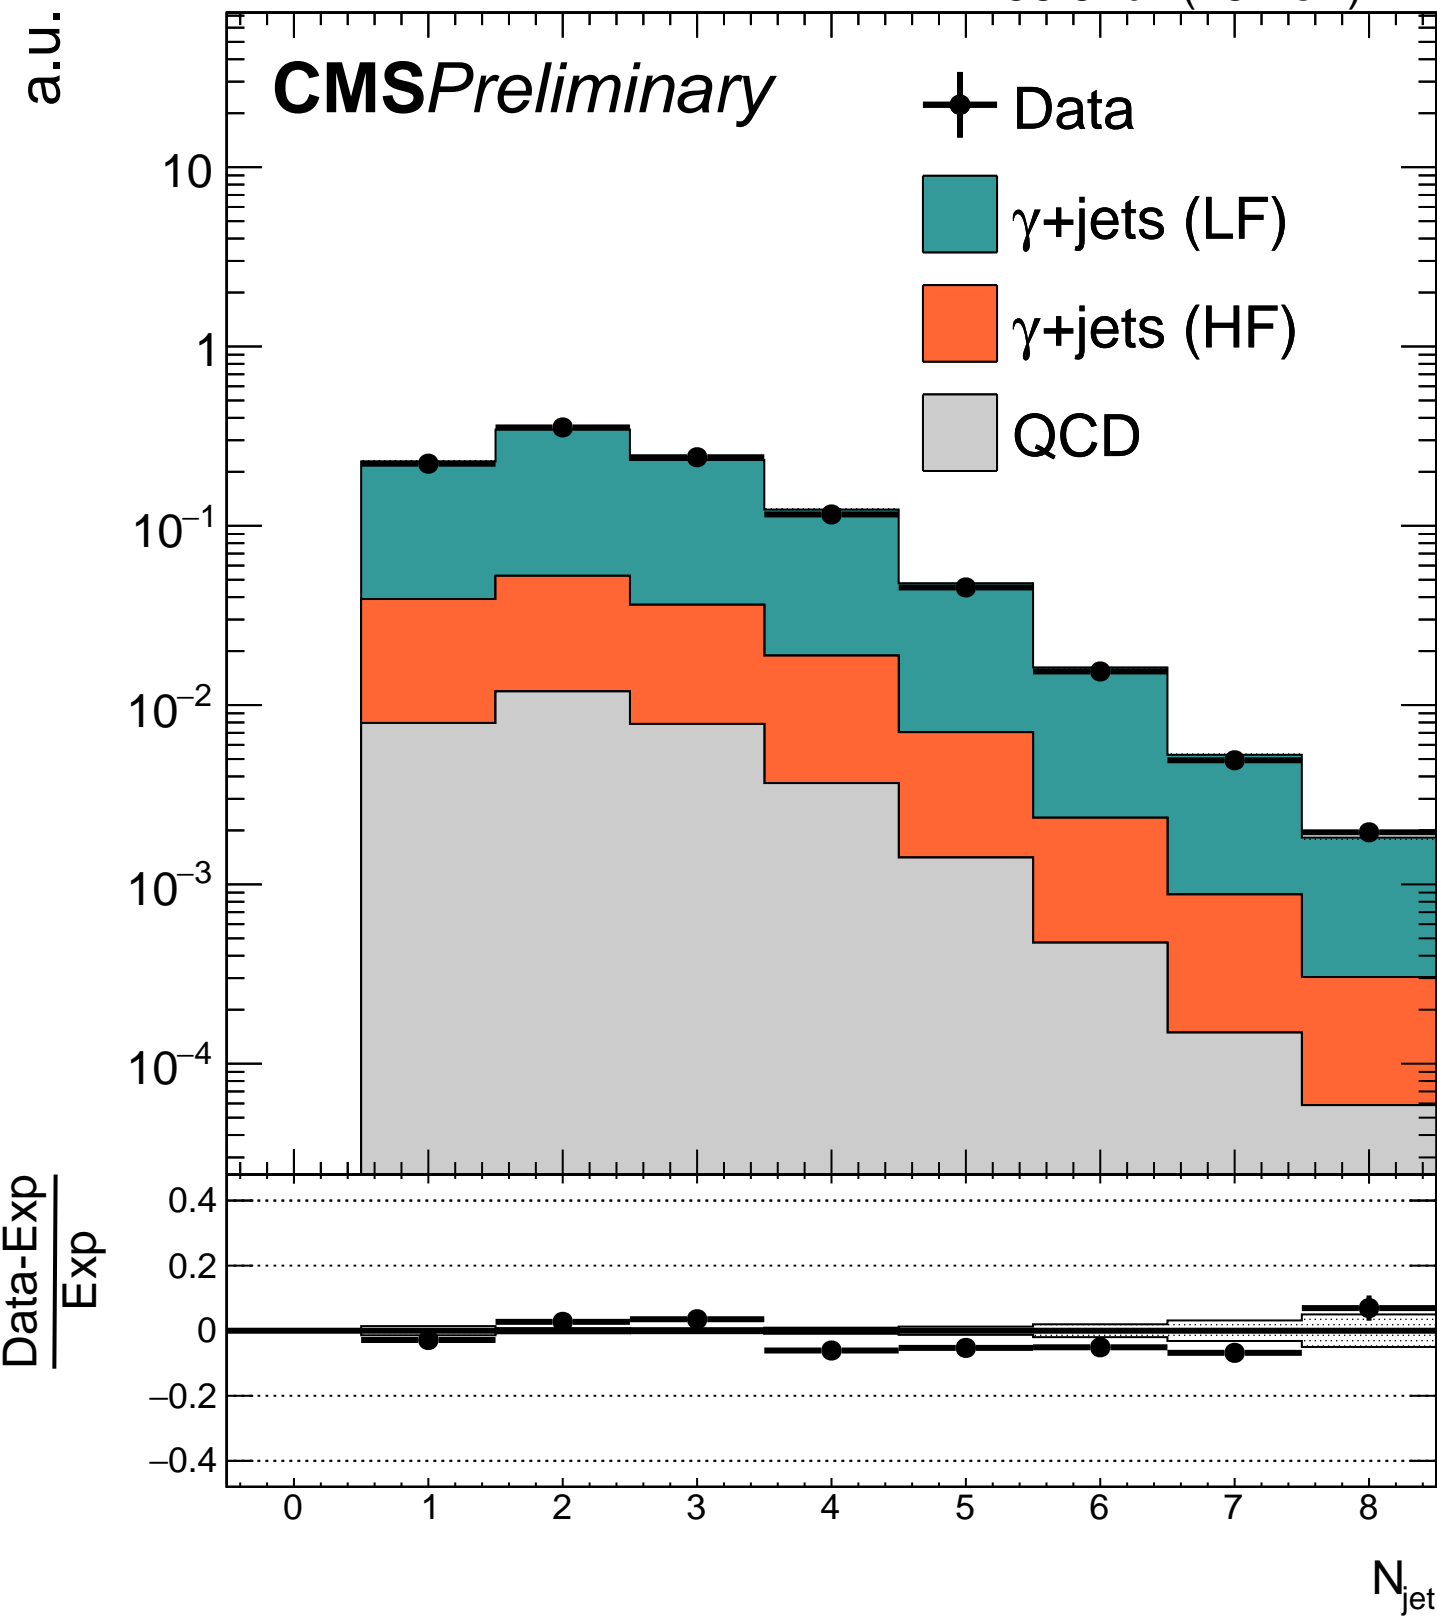 a.u.
CMS Preliminary
Data
γ+jets (LF)
γ+jets (HF)
QCD
10
1
10⁻¹
10⁻²
10⁻³
10⁻⁴
Data-Exp
Exp
0.4
0.2
0
−0.2
−0.4
0 1 2 3 4 5 6 7 8
N_jet